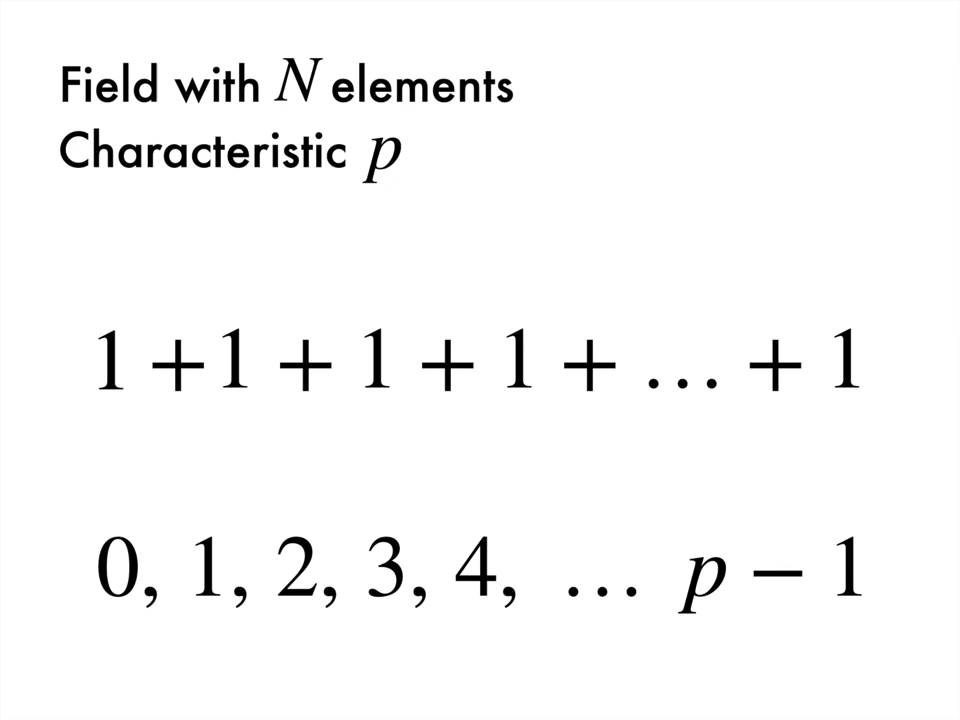 Field with N elements
Characteristic p
1 + 1 + 1 + 1 + … + 1
0, 1, 2, 3, 4, … p − 1